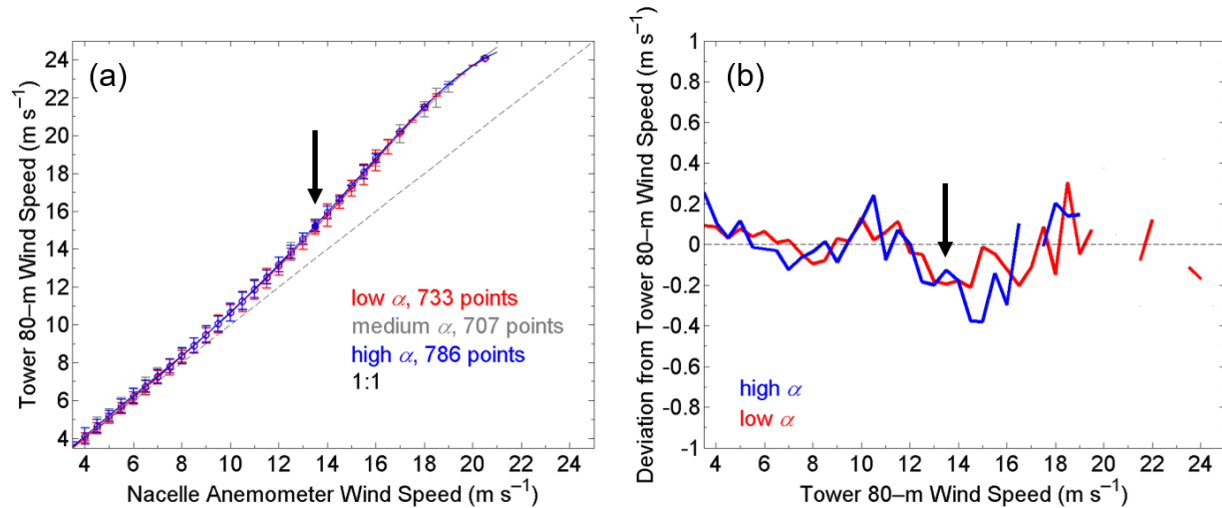 (a)
Tower 80–m Wind Speed (m s⁻¹)
24
22
20
18
16
14
12
10
8
6
4
low α, 733 points
medium α, 707 points
high α, 786 points
1:1
4 6 8 10 12 14 16 18 20 22 24
Nacelle Anemometer Wind Speed (m s⁻¹)
(b)
Deviation from Tower 80–m Wind Speed (m s⁻¹)
1
0.8
0.6
0.4
0.2
0
-0.2
-0.4
-0.6
-0.8
-1
high α
low α
4 6 8 10 12 14 16 18 20 22 24
Tower 80–m Wind Speed (m s⁻¹)